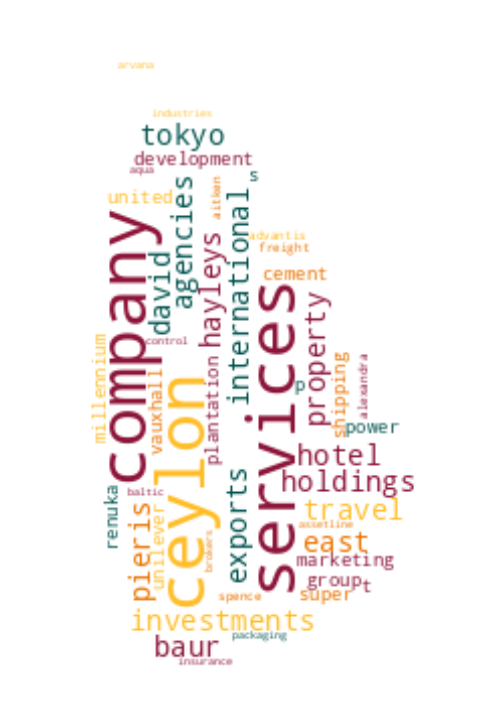 arvana
industries
tokyo
development
aqua
s
united
agencies
aitken
international
company
david
hayleys
advantis
freight
cement
services
property
control
millennium
vauxhall
plantation
shipping
alexandra
ceylon
p
power
hotel
holdings
exports
renuka
baltic
pieris
unilever
brokers
travel
assetline
east
marketing
group
t
spence
super
investments
packaging
baur
insurance